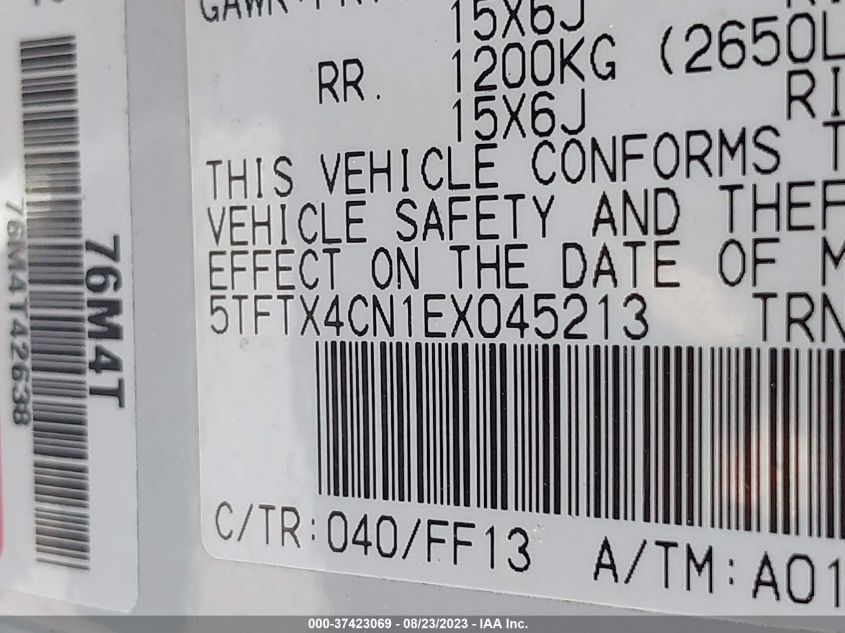 15X6J
RR. 1200KG (2650L
15X6J RI
THIS VEHICLE CONFORMS T
VEHICLE SAFETY AND THEF
EFFECT ON THE DATE OF M
5TFTX4CN1EX045213 TRN
C/TR:040/FF13 A/TM:A01
76M4T
76M4T42638
000-37423069 - 08/23/2023 - IAA Inc.